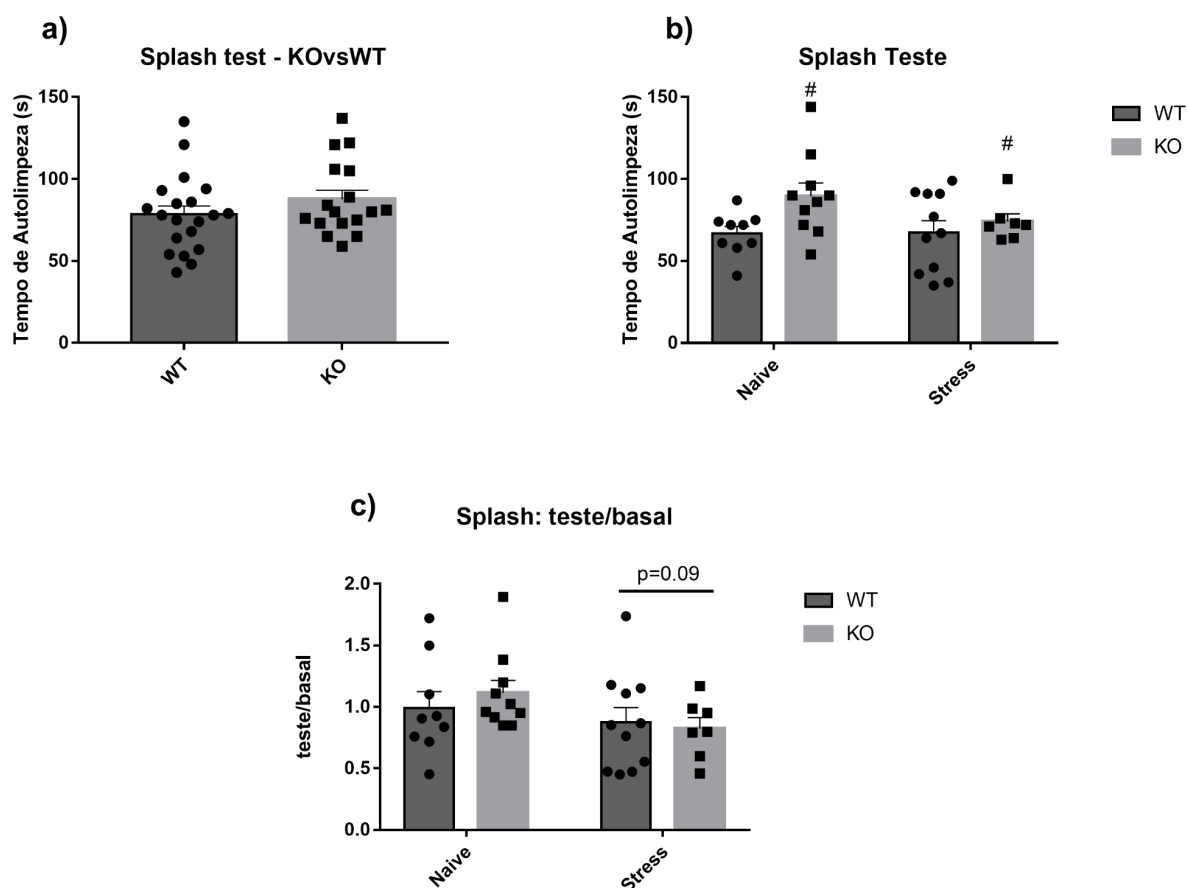 a)
Splash test - KOvsWT
Tempo de Autolimpeza (s)
150
100
50
0
WT
KO
b)
Splash Teste
Tempo de Autolimpeza (s)
150
100
50
0
#
#
Naive
Stress
WT
KO
c)
Splash: teste/basal
teste/basal
2.0
1.5
1.0
0.5
0.0
p=0.09
Naive
Stress
WT
KO